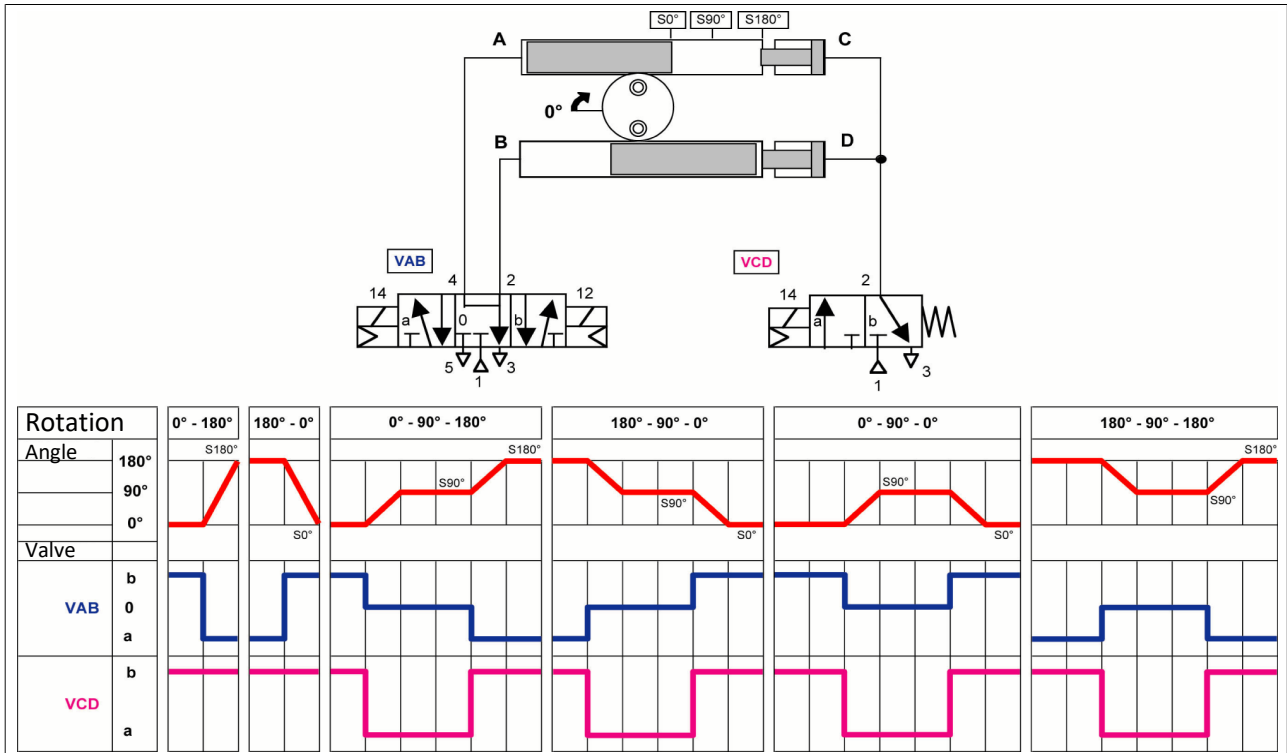 S0° S90° S180°
A C
0°
B D
VAB VCD
4 2 2
14 12 14
a 0 b a b
5 1 3 1 3
Rotation 0° - 180° 180° - 0° 0° - 90° - 180° 180° - 90° - 0° 0° - 90° - 0° 180° - 90° - 180°
Angle S180° S180° S180°
180°
90° S90° S90° S90° S90°
0° S0° S0° S0°
Valve
b
VAB 0
a
b
VCD
a